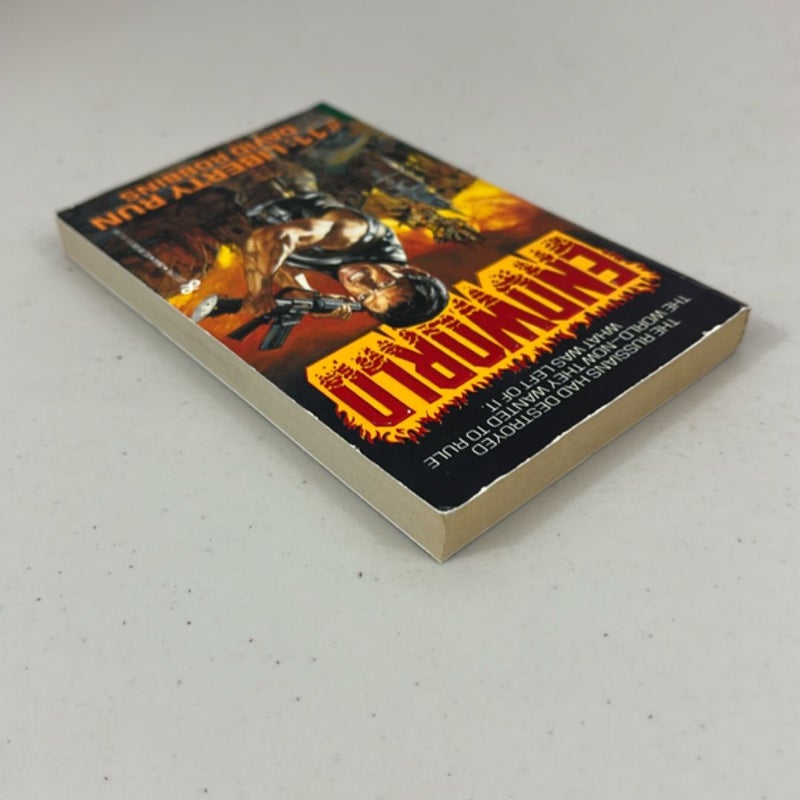 THE RUSSIANS HAD DESTROYED
THE WORLD—NOW THEY WANTED TO RULE
WHAT WAS LEFT OF IT.
ENDWORLD
#11: LIBERTY RUN
DAVID ROBBINS